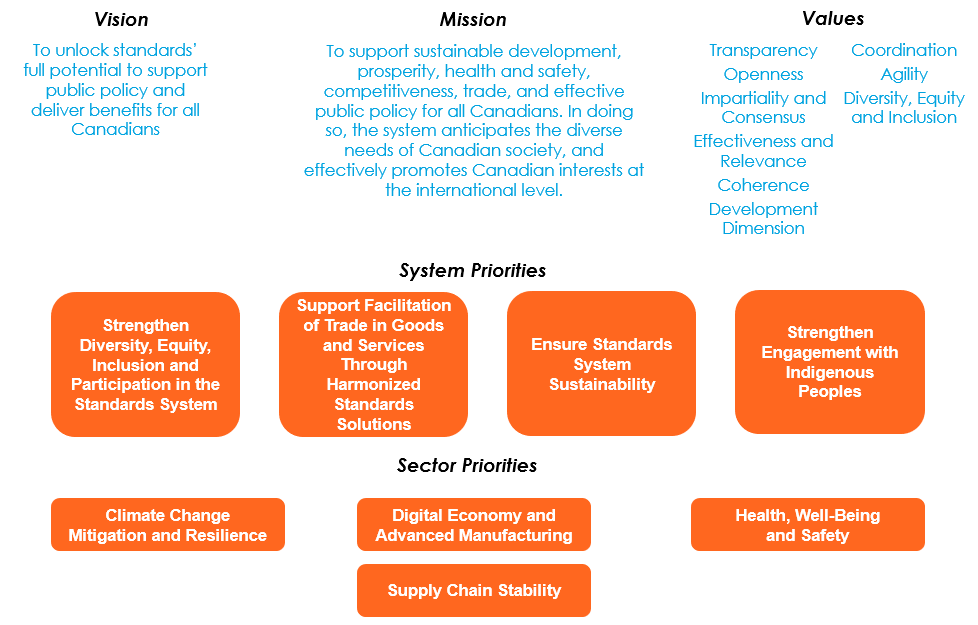 Vision
To unlock standards'
full potential to support
public policy and
deliver benefits for all
Canadians
Mission
To support sustainable development,
prosperity, health and safety,
competitiveness, trade, and effective
public policy for all Canadians. In doing
so, the system anticipates the diverse
needs of Canadian society, and
effectively promotes Canadian interests at
the international level.
Values
Transparency
Openness
Impartiality and
Consensus
Effectiveness and
Relevance
Coherence
Development
Dimension
Coordination
Agility
Diversity, Equity
and Inclusion
System Priorities
Strengthen
Diversity, Equity,
Inclusion and
Participation in the
Standards System
Support Facilitation
of Trade in Goods
and Services
Through
Harmonized
Standards
Solutions
Ensure Standards
System
Sustainability
Strengthen
Engagement with
Indigenous
Peoples
Sector Priorities
Climate Change
Mitigation and Resilience
Digital Economy and
Advanced Manufacturing
Health, Well-Being
and Safety
Supply Chain Stability